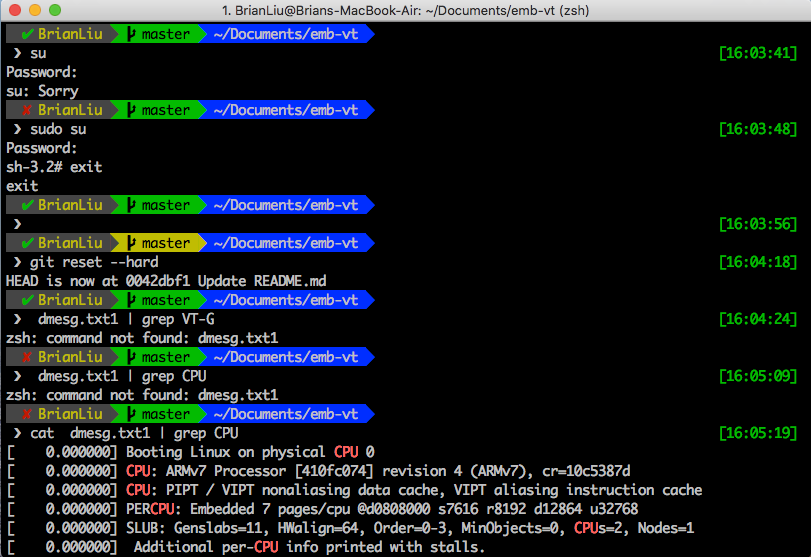 1. BrianLiu@Brians-MacBook-Air: ~/Documents/emb-vt (zsh)
✔ BrianLiu master ~/Documents/emb-vt
❯ su [16:03:41]
Password:
su: Sorry
✘ BrianLiu master ~/Documents/emb-vt
❯ sudo su [16:03:48]
Password:
sh-3.2# exit
exit
✔ BrianLiu master ~/Documents/emb-vt
❯ [16:03:56]
✔ BrianLiu master ~/Documents/emb-vt
❯ git reset --hard [16:04:18]
HEAD is now at 0042dbf1 Update README.md
✔ BrianLiu master ~/Documents/emb-vt
❯  dmesg.txt1 | grep VT-G [16:04:24]
zsh: command not found: dmesg.txt1
✘ BrianLiu master ~/Documents/emb-vt
❯  dmesg.txt1 | grep CPU [16:05:09]
zsh: command not found: dmesg.txt1
✘ BrianLiu master ~/Documents/emb-vt
❯ cat  dmesg.txt1 | grep CPU [16:05:19]
[    0.000000] Booting Linux on physical CPU 0
[    0.000000] CPU: ARMv7 Processor [410fc074] revision 4 (ARMv7), cr=10c5387d
[    0.000000] CPU: PIPT / VIPT nonaliasing data cache, VIPT aliasing instruction cache
[    0.000000] PERCPU: Embedded 7 pages/cpu @d0808000 s7616 r8192 d12864 u32768
[    0.000000] SLUB: Genslabs=11, HWalign=64, Order=0-3, MinObjects=0, CPUs=2, Nodes=1
[    0.000000]  Additional per-CPU info printed with stalls.